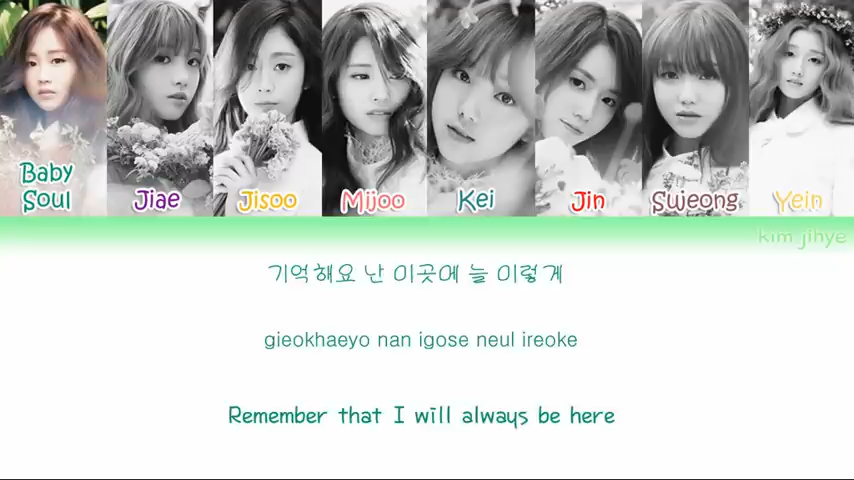 Baby Soul
Jiae
Jisoo
Mijoo
Kei
Jin
Sujeong
Yein
kim jihye
기억해요 난 이곳에 늘 이렇게
gieokhaeyo nan igose neul ireoke
Remember that I will always be here